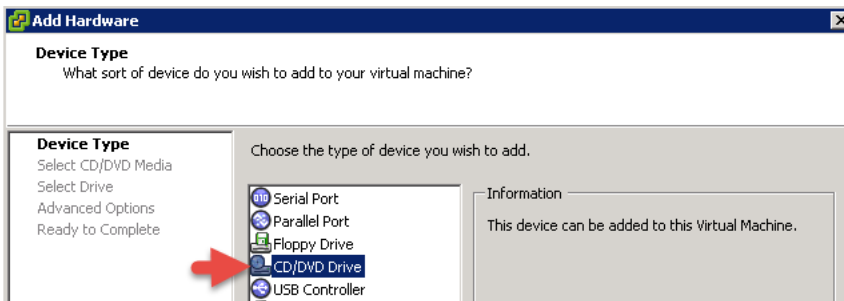 Add Hardware
Device Type
What sort of device do you wish to add to your virtual machine?
Device Type
Select CD/DVD Media
Select Drive
Advanced Options
Ready to Complete
Choose the type of device you wish to add.
Serial Port
Parallel Port
Floppy Drive
CD/DVD Drive
USB Controller
Information
This device can be added to this Virtual Machine.